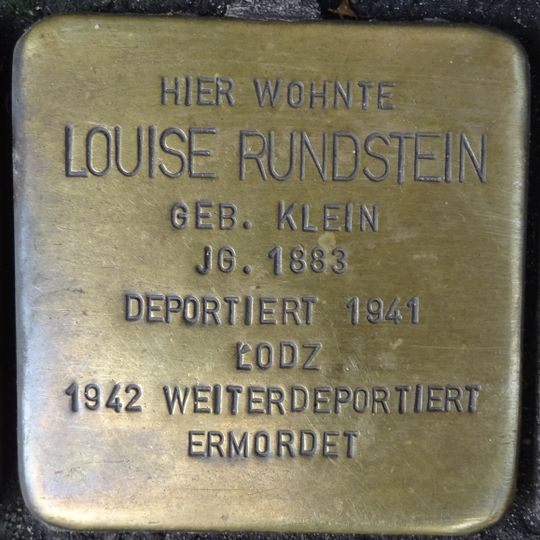 HIER WOHNTE
LOUISE RUNDSTEIN
GEB. KLEIN
JG. 1883
DEPORTIERT 1941
ŁODZ
1942 WEITERDEPORTIERT
ERMORDET